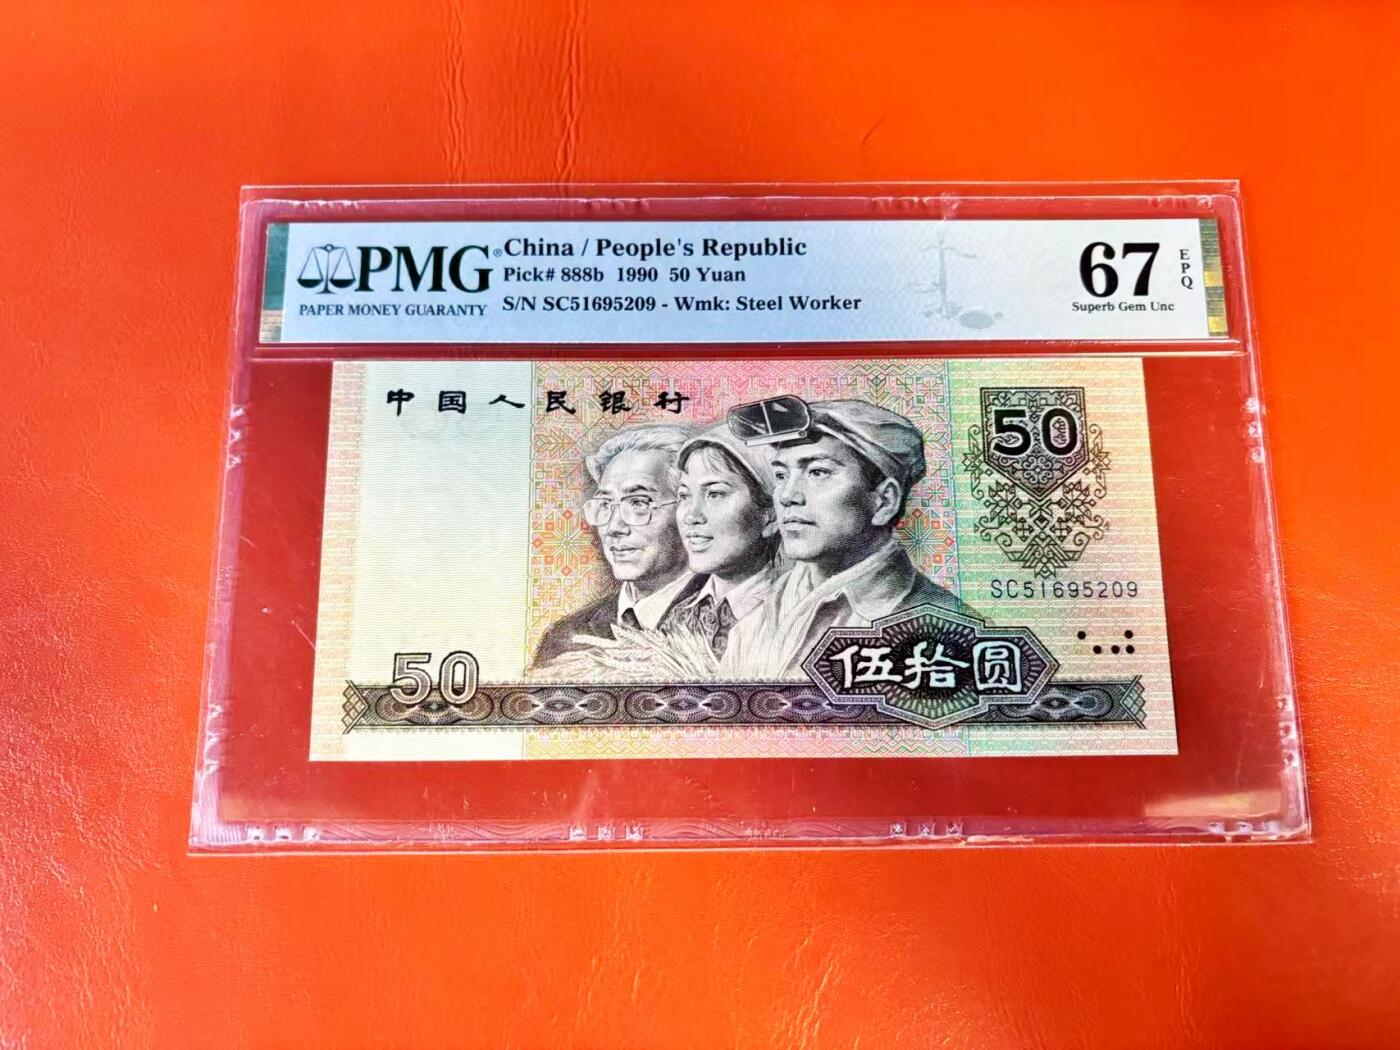 PMG®
PAPER MONEY GUARANTY
China / People's Republic
Pick# 888b 1990 50 Yuan
S/N SC51695209 - Wmk: Steel Worker
67
EPQ
Superb Gem Unc
中国人民银行
50
SC51695209
50
伍拾圆